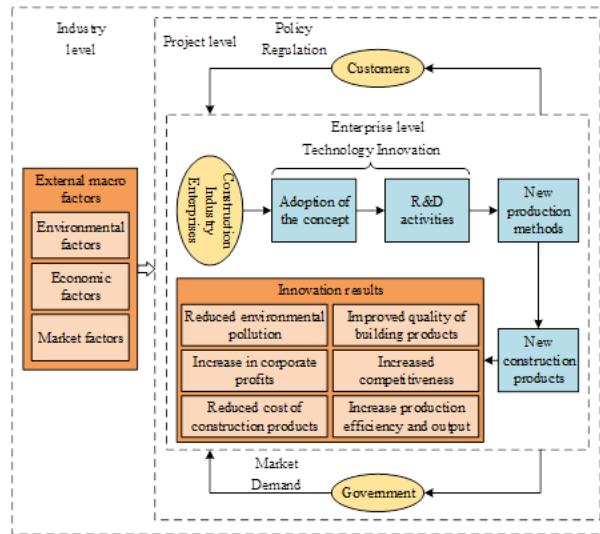 Industry
level
Project level
Policy
Regulation
Customers
Enterprise level
Technology Innovation
Construction
Industry
Enterprises
Adoption of
the concept
R&D
activities
New
production
methods
External macro
factors
Environmental
factors
Economic
factors
Market factors
Innovation results
Reduced environmental
pollution
Improved quality of
building products
Increase in corporate
profits
Increased
competitiveness
Reduced cost of
construction products
Increase production
efficiency and output
New
construction
products
Market
Demand
Government